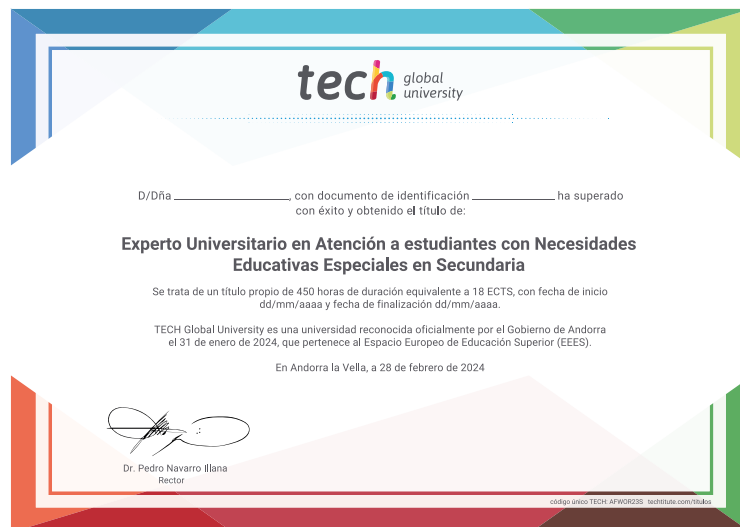 tech global
university
D/Dña ____________, con documento de identificación ____________ ha superado
con éxito y obtenido el título de:
Experto Universitario en Atención a estudiantes con Necesidades
Educativas Especiales en Secundaria
Se trata de un título propio de 450 horas de duración equivalente a 18 ECTS, con fecha de inicio
dd/mm/aaaa y fecha de finalización dd/mm/aaaa.
TECH Global University es una universidad reconocida oficialmente por el Gobierno de Andorra
el 31 de enero de 2024, que pertenece al Espacio Europeo de Educación Superior (EEES).
En Andorra la Vella, a 28 de febrero de 2024
Dr. Pedro Navarro Illana
Rector
código único TECH: AFWOR23S techtitute.com/titulos